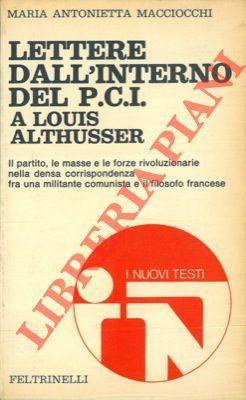 MARIA ANTONIETTA MACCIOCCHI
LETTERE
DALL'INTERNO
DEL P.C.I.
A LOUIS
ALTHUSSER
Il partito, le masse e le forze rivoluzionarie
nella densa corrispondenza
fra una militante comunista e il filosofo francese
LIBRERIA PIANI
I NUOVI TESTI
iN
FELTRINELLI